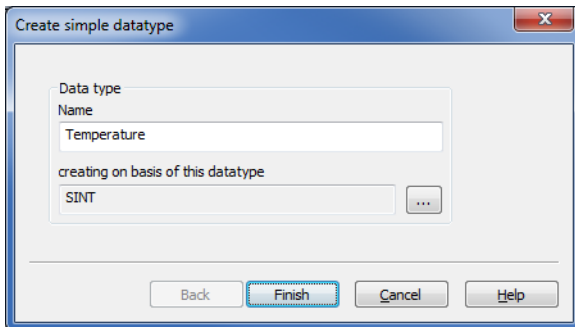 Create simple datatype
Data type
Name
Temperature
creating on basis of this datatype
SINT
...
Back Finish Cancel Help